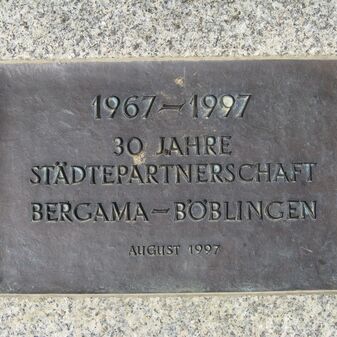 1967–1997
30 JAHRE
STÄDTEPARTNERSCHAFT
BERGAMA–BÖBLINGEN
AUGUST 1997